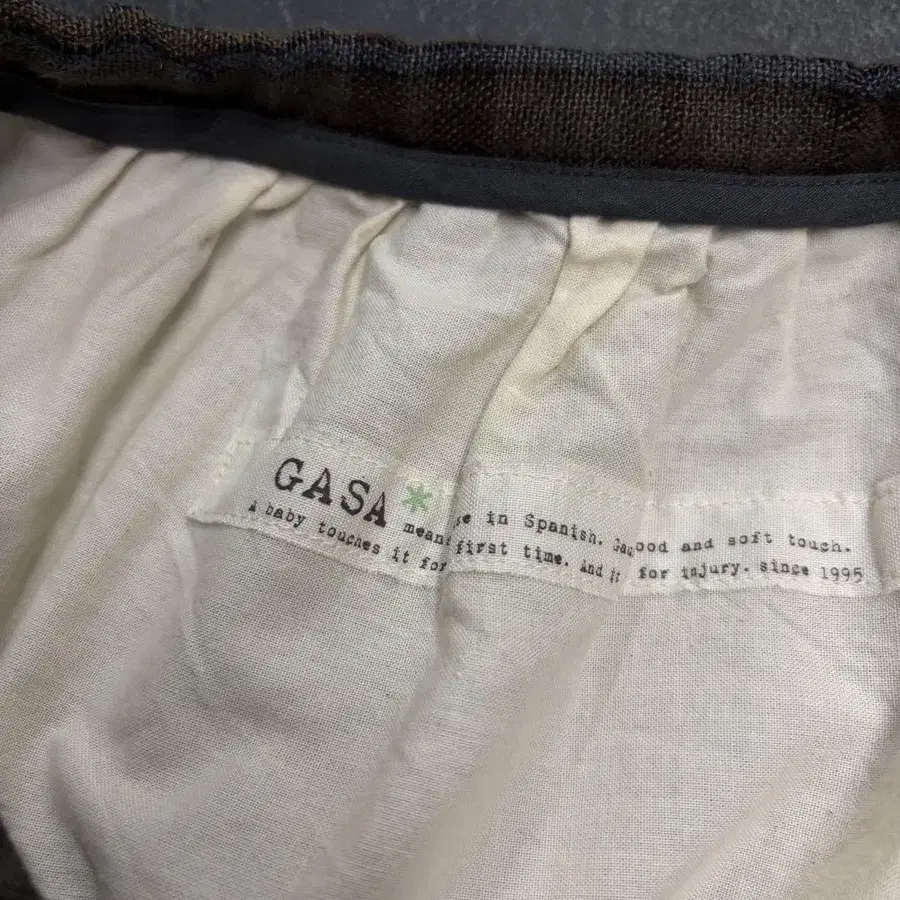 GASA* means in Spanish. good and soft touch.
A baby touches it for first time. And it for injury. since 1995